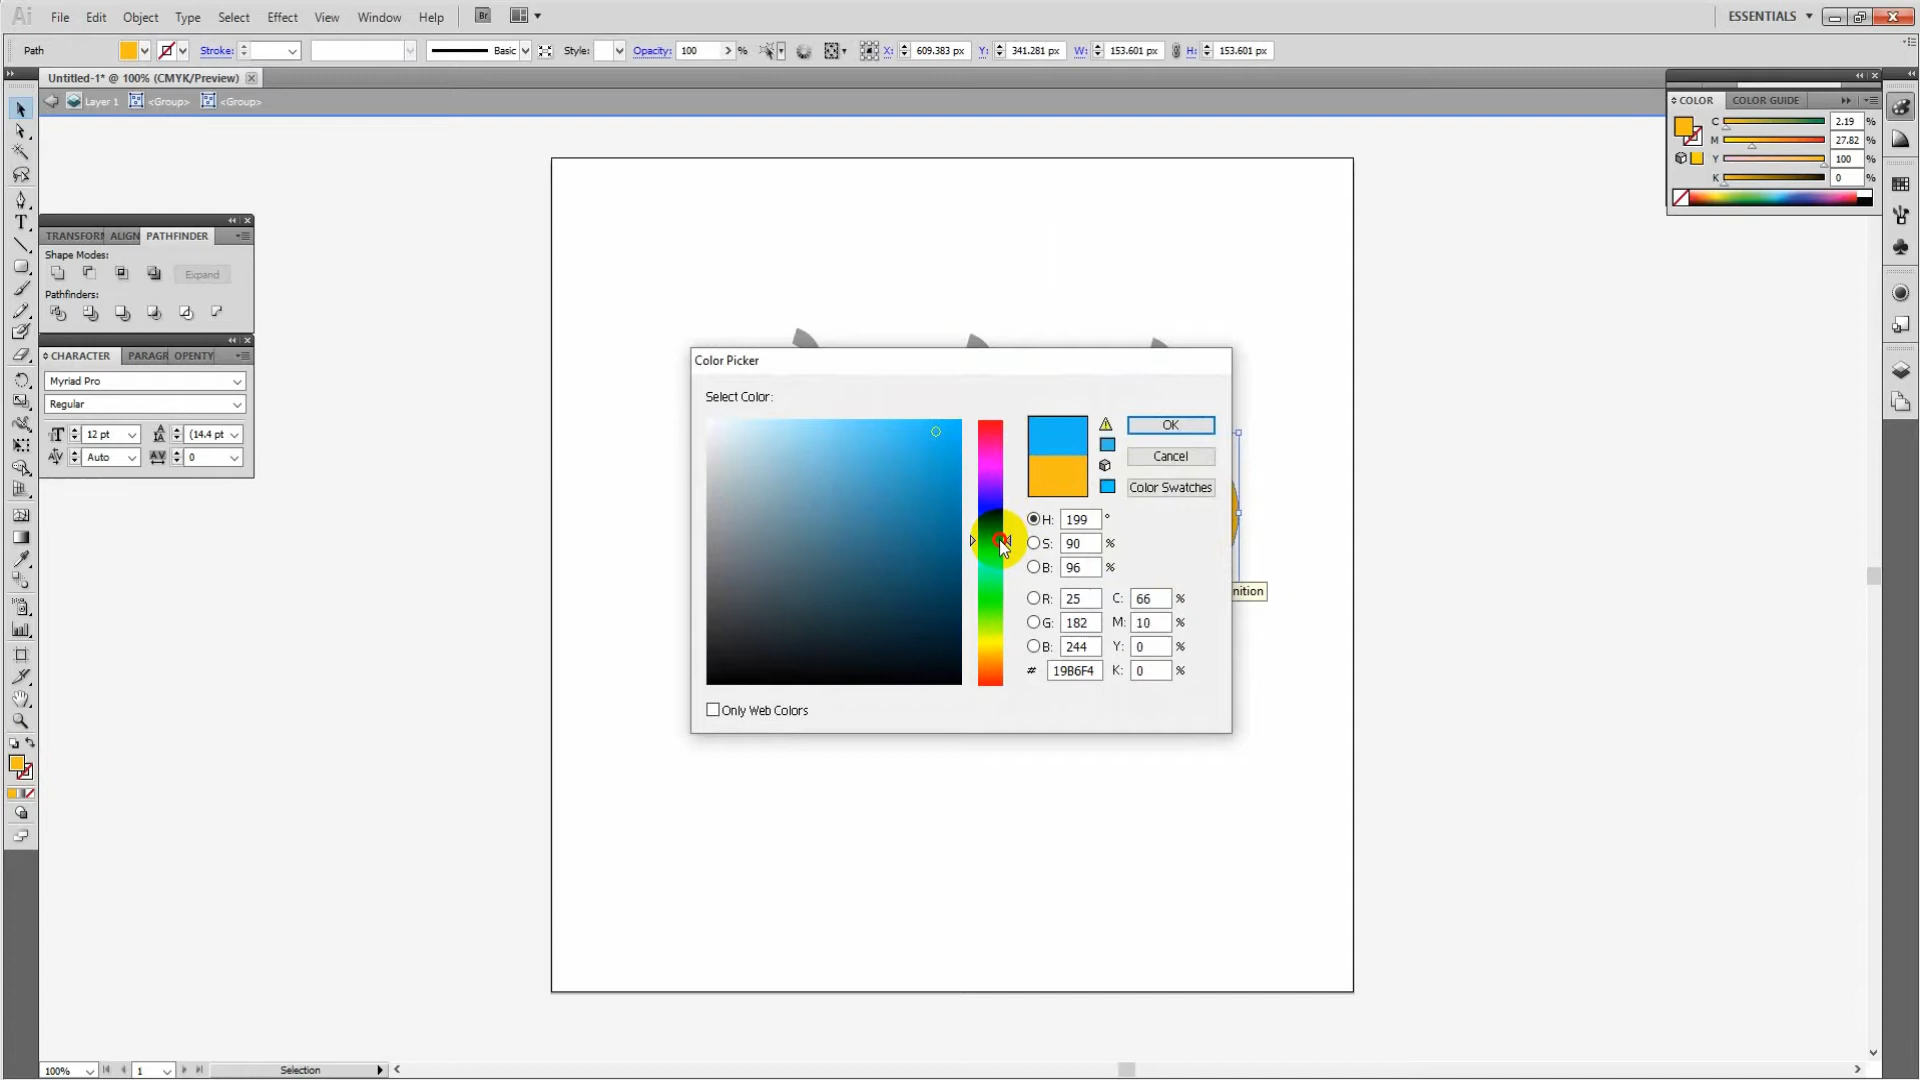 Ai File Edit Object Type Select Effect View Window Help Br ESSENTIALS
Path Stroke: Basic Style: Opacity: 100 % X: 609.383 px Y: 341.281 px W: 153.601 px H: 153.601 px
Untitled-1* @ 100% (CMYK/Preview)
Layer 1 <Group> <Group>
COLOR COLOR GUIDE
C 2.19 %
M 27.82 %
Y 100 %
K 0 %
TRANSFORM ALIGN PATHFINDER
Shape Modes:
Expand
Pathfinders:
CHARACTER PARAGR OPENTY
Myriad Pro
Regular
12 pt (14.4 pt
Auto 0
Color Picker
Select Color:
OK
Cancel
Color Swatches
H: 199 °
S: 90 %
B: 96 %
R: 25 C: 66 %
G: 182 M: 10 %
B: 244 Y: 0 %
# 19B6F4 K: 0 %
Only Web Colors
nition
100% 1 Selection